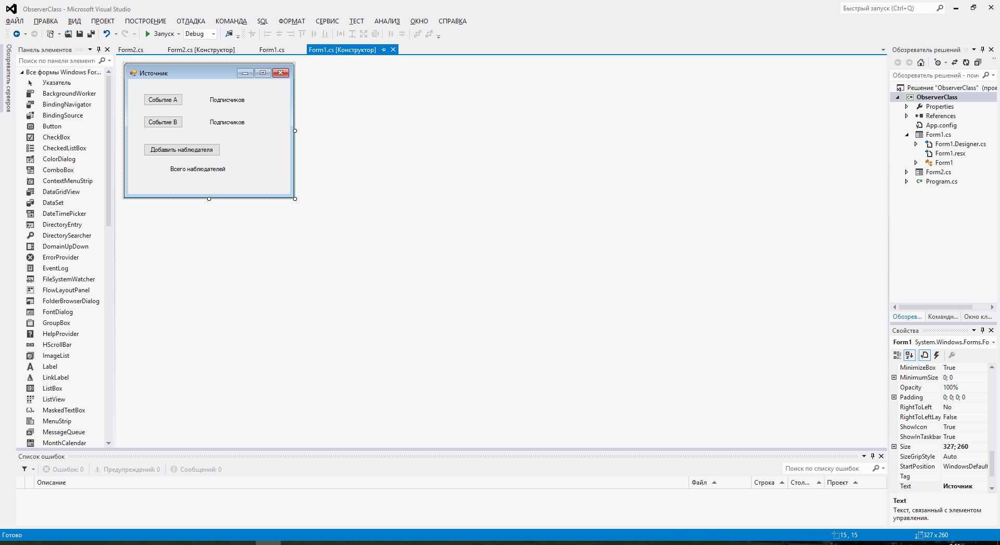 ObserverClass - Microsoft Visual Studio
Быстрый запуск (Ctrl+Q)
ФАЙЛ ПРАВКА ВИД ПРОЕКТ ПОСТРОЕНИЕ ОТЛАДКА КОМАНДА SQL ФОРМАТ СЕРВИС ТЕСТ АНАЛИЗ ОКНО СПРАВКА
Запуск Debug
Обозреватель серверов
Панель элементов
Поиск по панели элементо
Все формы Windows For...
Указатель
BackgroundWorker
BindingNavigator
BindingSource
Button
CheckBox
CheckedListBox
ColorDialog
ComboBox
ContextMenuStrip
DataGridView
DataSet
DateTimePicker
DirectoryEntry
DirectorySearcher
DomainUpDown
ErrorProvider
EventLog
FileSystemWatcher
FlowLayoutPanel
FolderBrowserDialog
FontDialog
GroupBox
HelpProvider
HScrollBar
ImageList
Label
LinkLabel
ListBox
ListView
MaskedTextBox
MenuStrip
MessageQueue
MonthCalendar
Form2.cs Form2.cs [Конструктор] Form1.cs Form1.cs [Конструктор]
Источник
Событие A Подписчиков
Событие B Подписчиков
Добавить наблюдателя
Всего наблюдателей
Обозреватель решений
Обозреватель решений - пои
Решение "ObserverClass" (прое
ObserverClass
Properties
References
App.config
Form1.cs
Form1.Designer.cs
Form1.resx
Form1
Form2.cs
Program.cs
Обозрев... Командн... Окно кл...
Свойства
Form1 System.Windows.Forms.Fo
MinimizeBox True
MinimumSize 0; 0
Opacity 100%
Padding 0; 0; 0; 0
RightToLeft No
RightToLeftLay False
ShowIcon True
ShowInTaskbar True
Size 327; 260
SizeGripStyle Auto
StartPosition WindowsDefault
Tag
Text Источник
Text
Текст, связанный с элементом
управления.
Список ошибок
Ошибок: 0 Предупреждений: 0 Сообщений: 0
Поиск по списку ошибок
Описание Файл Строка Стол... Проект
Готово 15 , 15 327 x 260